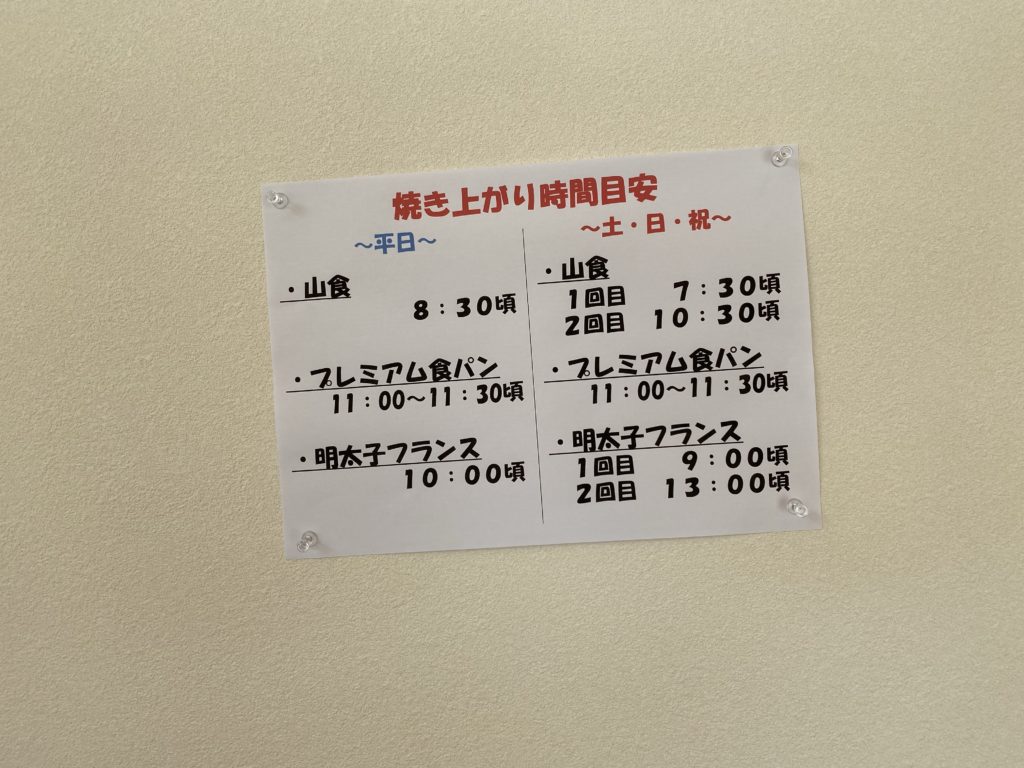 焼き上がり時間目安
～平日～
・山食
８：３０頃
・プレミアム食パン
11：00～11：30頃
・明太子フランス
１０：００頃
～土・日・祝～
・山食
１回目　７：３０頃
２回目　１０：３０頃
・プレミアム食パン
11：00～11：30頃
・明太子フランス
１回目　９：００頃
２回目　１３：００頃